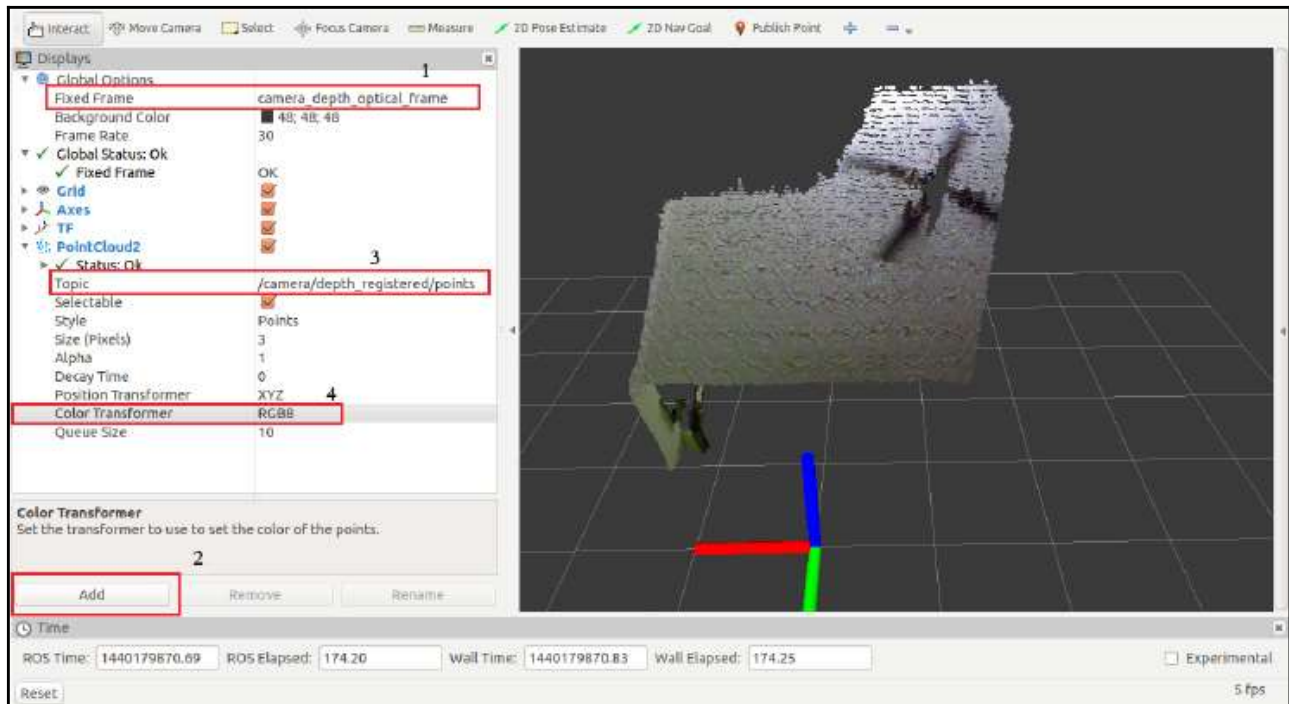 Interact Move Camera Select Focus Camera Measure 2D Pose Estimate 2D Nav Goal Publish Point
Displays
1
Global Options
Fixed Frame camera_depth_optical_frame
Background Color 48; 48; 48
Frame Rate 30
Global Status: Ok
Fixed Frame OK
Grid
Axes
TF
PointCloud2
Status: Ok
3
Topic /camera/depth_registered/points
Selectable
Style Points
Size (Pixels) 3
Alpha 1
Decay Time 0
Position Transformer XYZ 4
Color Transformer RGB8
Queue Size 10
Color Transformer
Set the transformer to use to set the color of the points.
2
Add Remove Rename
Time
ROS Time: 1440179870.69 ROS Elapsed: 174.20 Wall Time: 1440179870.83 Wall Elapsed: 174.25 Experimental
Reset 5 fps